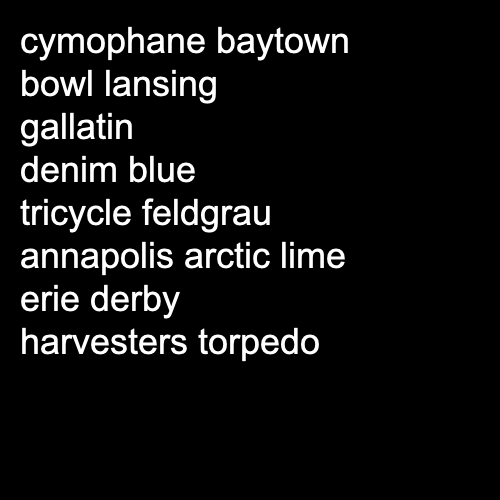 cymophane baytown
bowl lansing
gallatin
denim blue
tricycle feldgrau
annapolis arctic lime
erie derby
harvesters torpedo